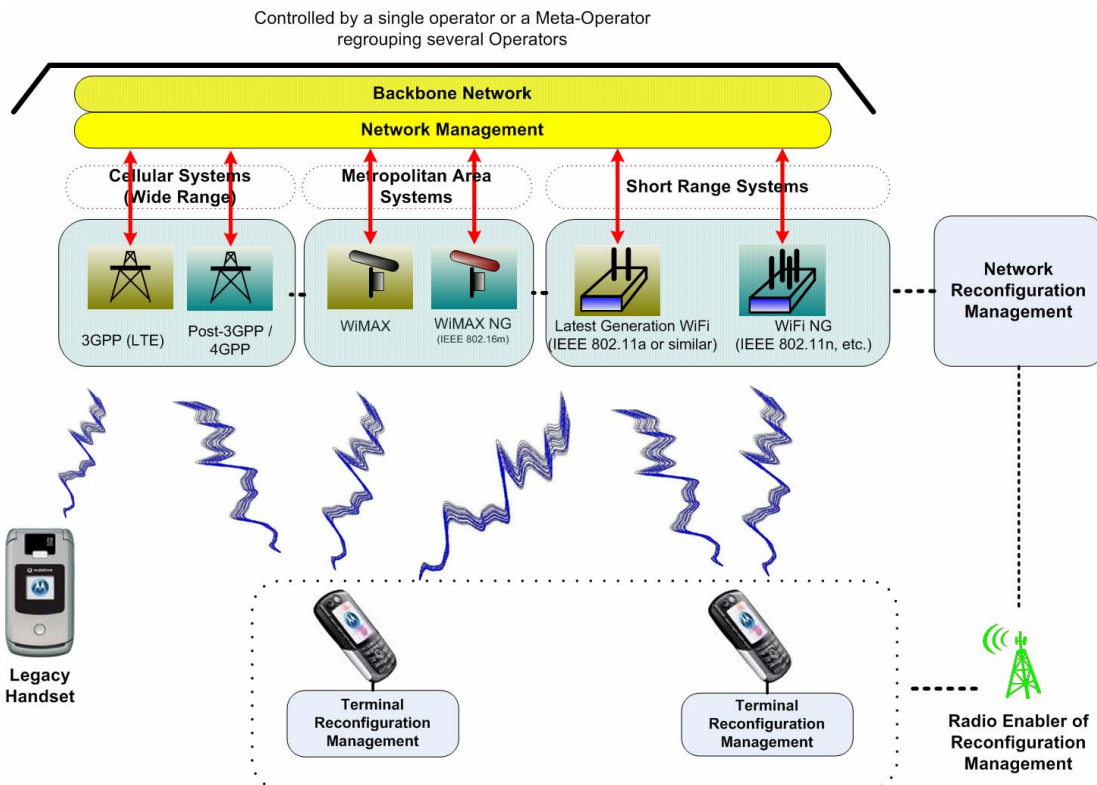 Controlled by a single operator or a Meta-Operator
regrouping several Operators
Backbone Network
Network Management
Cellular Systems
(Wide Range)
Metropolitan Area
Systems
Short Range Systems
3GPP (LTE)
Post-3GPP /
4GPP
WiMAX
WiMAX NG
(IEEE 802.16m)
Latest Generation WiFi
(IEEE 802.11a or similar)
WiFi NG
(IEEE 802.11n, etc.)
Network
Reconfiguration
Management
vodafone
Legacy
Handset
Terminal
Reconfiguration
Management
Terminal
Reconfiguration
Management
Radio Enabler of
Reconfiguration
Management